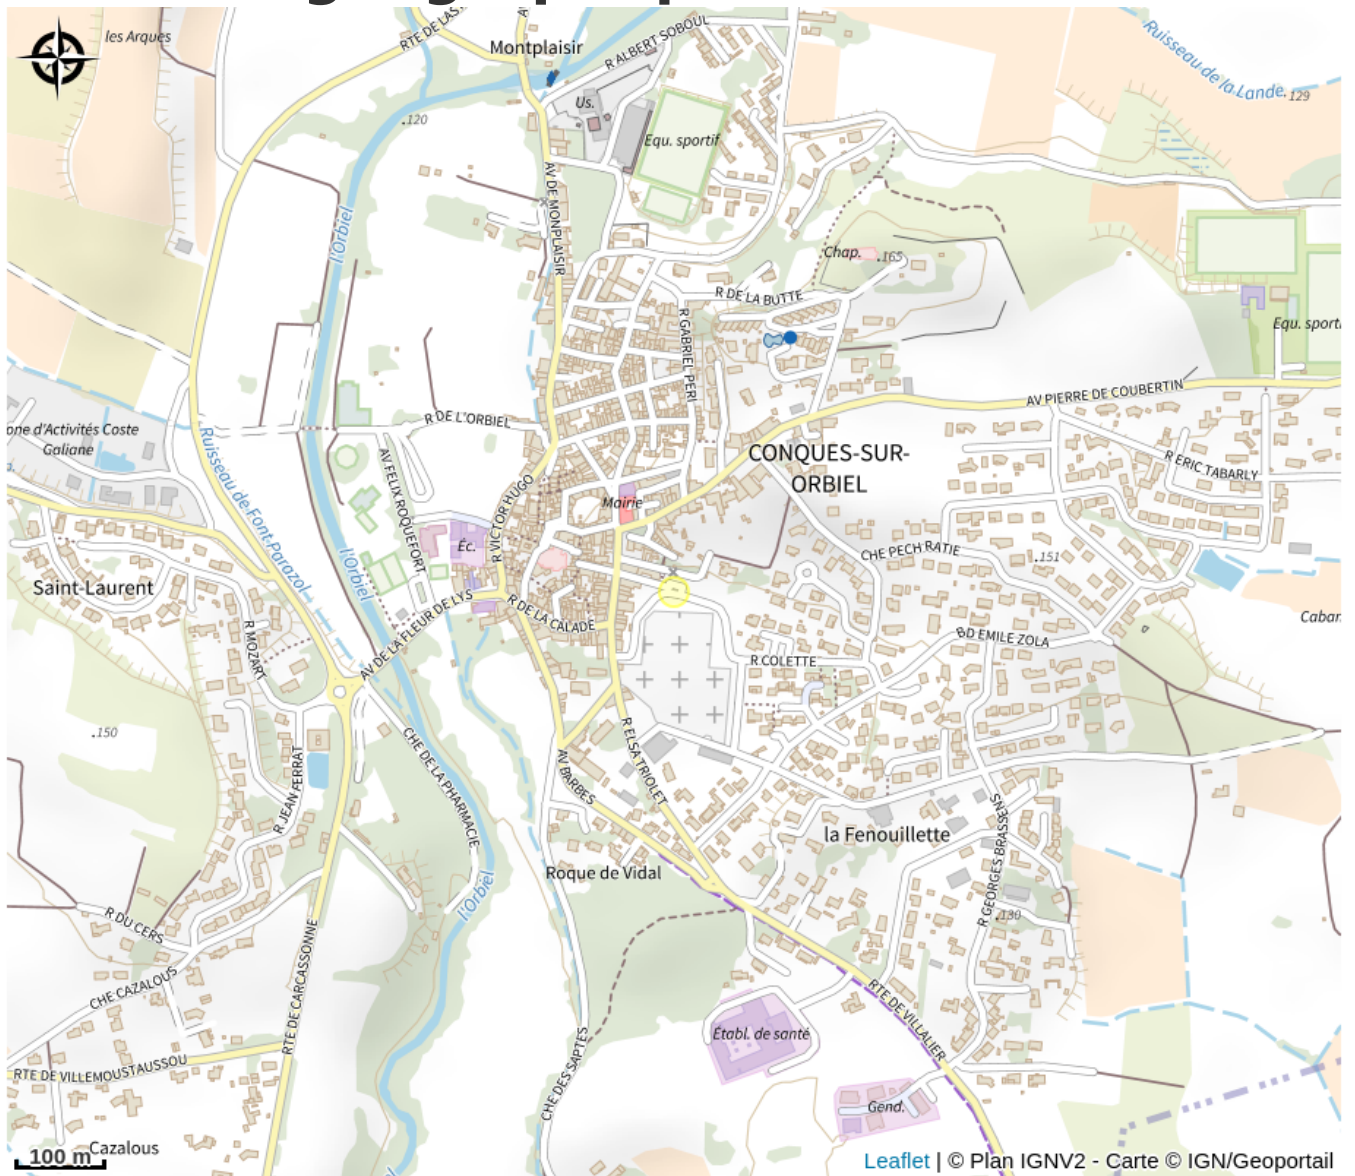 les Arques
Montplaisir
R ALBERT SOBOUL
RTE DE LAS
Ruisseau de la Lande
129
Us.
.120
Equ. sportif
AV DE MONPLAISIR
l'Orbiel
Chap.
.165
R DE LA BUTTE
R GABRIEL PERI
Equ. sporti
AV PIERRE DE COUBERTIN
R DE L'ORBIEL
one d'Activités Coste
Galiane
Ruisseau de Font-Parazol
AV FELIX ROQUEFORT
R VICTOR HUGO
CONQUES-SUR-
ORBIEL
R ERIC TABARLY
Mairie
Éc.
CHE PECH RATIE
.151
l'Orbiel
Saint-Laurent
R MOZART
AV DE LA FLEUR DE LYS
R DE LA CALADE
BD EMILE ZOLA
Caban
R COLETTE
.150
CHE DE LA PHARMACIE
R ELSA TRIOLET
AV BARBES
R JEAN FERRAT
la Fenouillette
R GEORGES BRASSENS
Roque de Vidal
l'Orbiel
.130
R DU CERS
CHE CAZALOUS
RTE DE CARCASSONNE
RTE DE VILLALIER
Établ. de santé
CHE DES SAPTES
RTE DE VILLEMOUSTAUSSOU
Gend.
Cazalous
100 m
Leaflet | © Plan IGNV2 - Carte © IGN/Geoportail